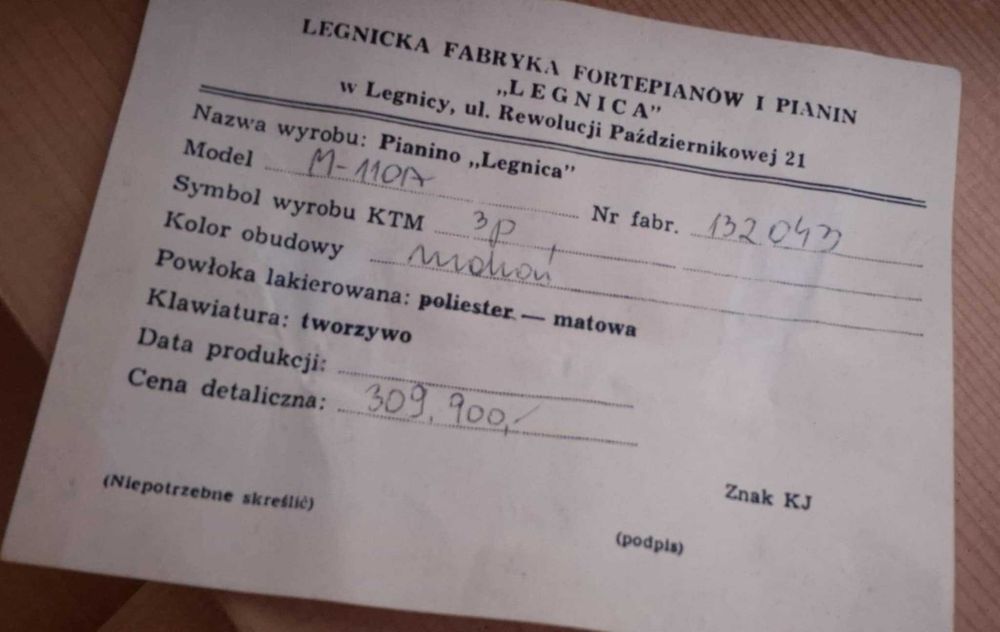 LEGNICKA FABRYKA FORTEPIANÓW I PIANIN
„LEGNICA”
w Legnicy, ul. Rewolucji Październikowej 21
Nazwa wyrobu: Pianino „Legnica”
Model M-110A Nr fabr. 132043
Symbol wyrobu KTM 3p
Kolor obudowy mahoń
Powłoka lakierowana: poliester — matowa
Klawiatura: tworzywo
Data produkcji:
Cena detaliczna: 309.900,-
(Niepotrzebne skreślić)
Znak KJ
(podpis)